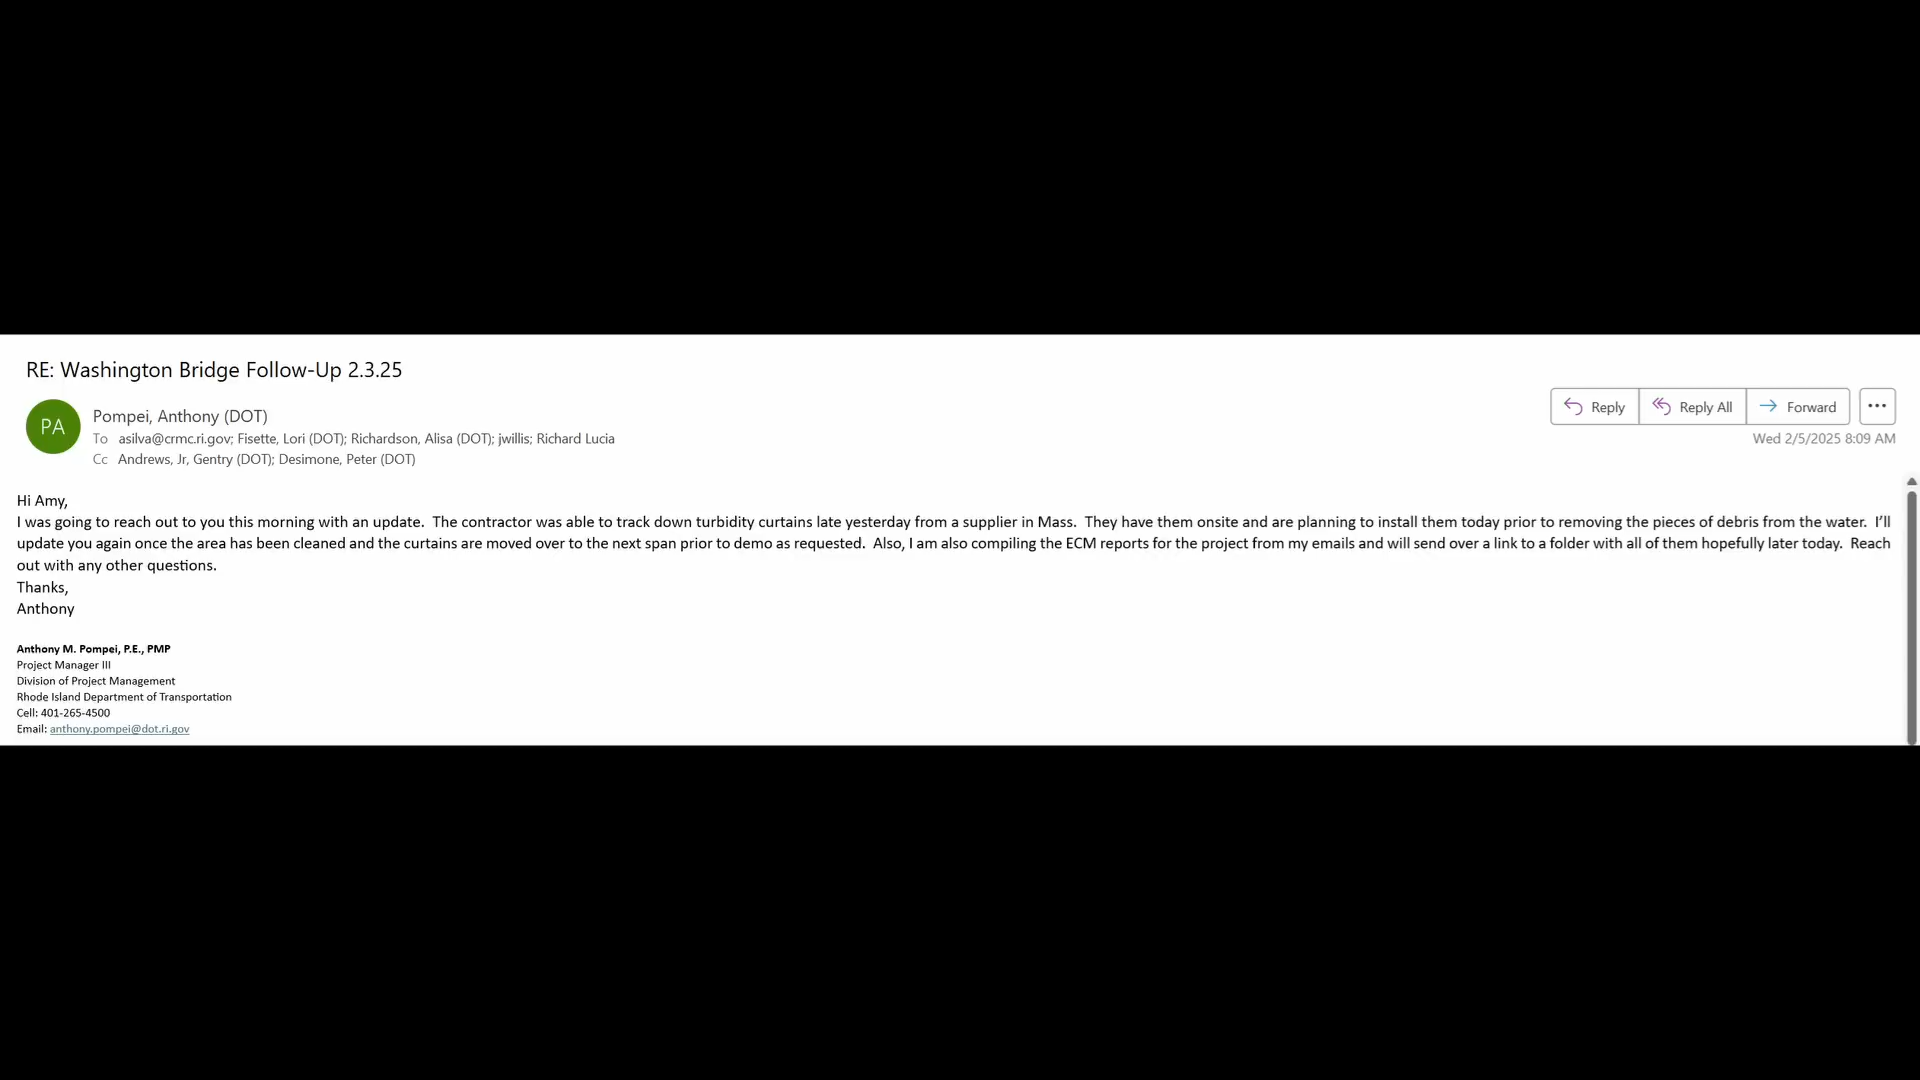 RE: Washington Bridge Follow-Up 2.3.25
PA
Pompei, Anthony (DOT)
To asilva@crmc.ri.gov; Fisette, Lori (DOT); Richardson, Alisa (DOT); jwillis; Richard Lucia
Cc Andrews, Jr, Gentry (DOT); Desimone, Peter (DOT)
Reply Reply All Forward
Wed 2/5/2025 8:09 AM
Hi Amy,
I was going to reach out to you this morning with an update.  The contractor was able to track down turbidity curtains late yesterday from a supplier in Mass.  They have them onsite and are planning to install them today prior to removing the pieces of debris from the water.  I’ll
update you again once the area has been cleaned and the curtains are moved over to the next span prior to demo as requested.  Also, I am also compiling the ECM reports for the project from my emails and will send over a link to a folder with all of them hopefully later today.  Reach
out with any other questions.
Thanks,
Anthony
Anthony M. Pompei, P.E., PMP
Project Manager III
Division of Project Management
Rhode Island Department of Transportation
Cell: 401-265-4500
Email: anthony.pompei@dot.ri.gov